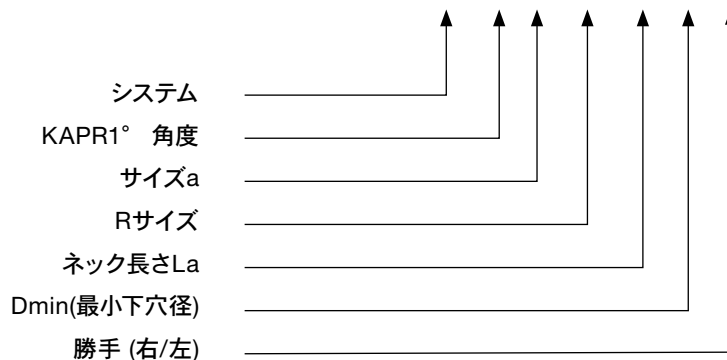 システム
KAPR1° 角度
サイズa
Rサイズ
ネック長さLa
Dmin(最小下穴径)
勝手 (右/左)